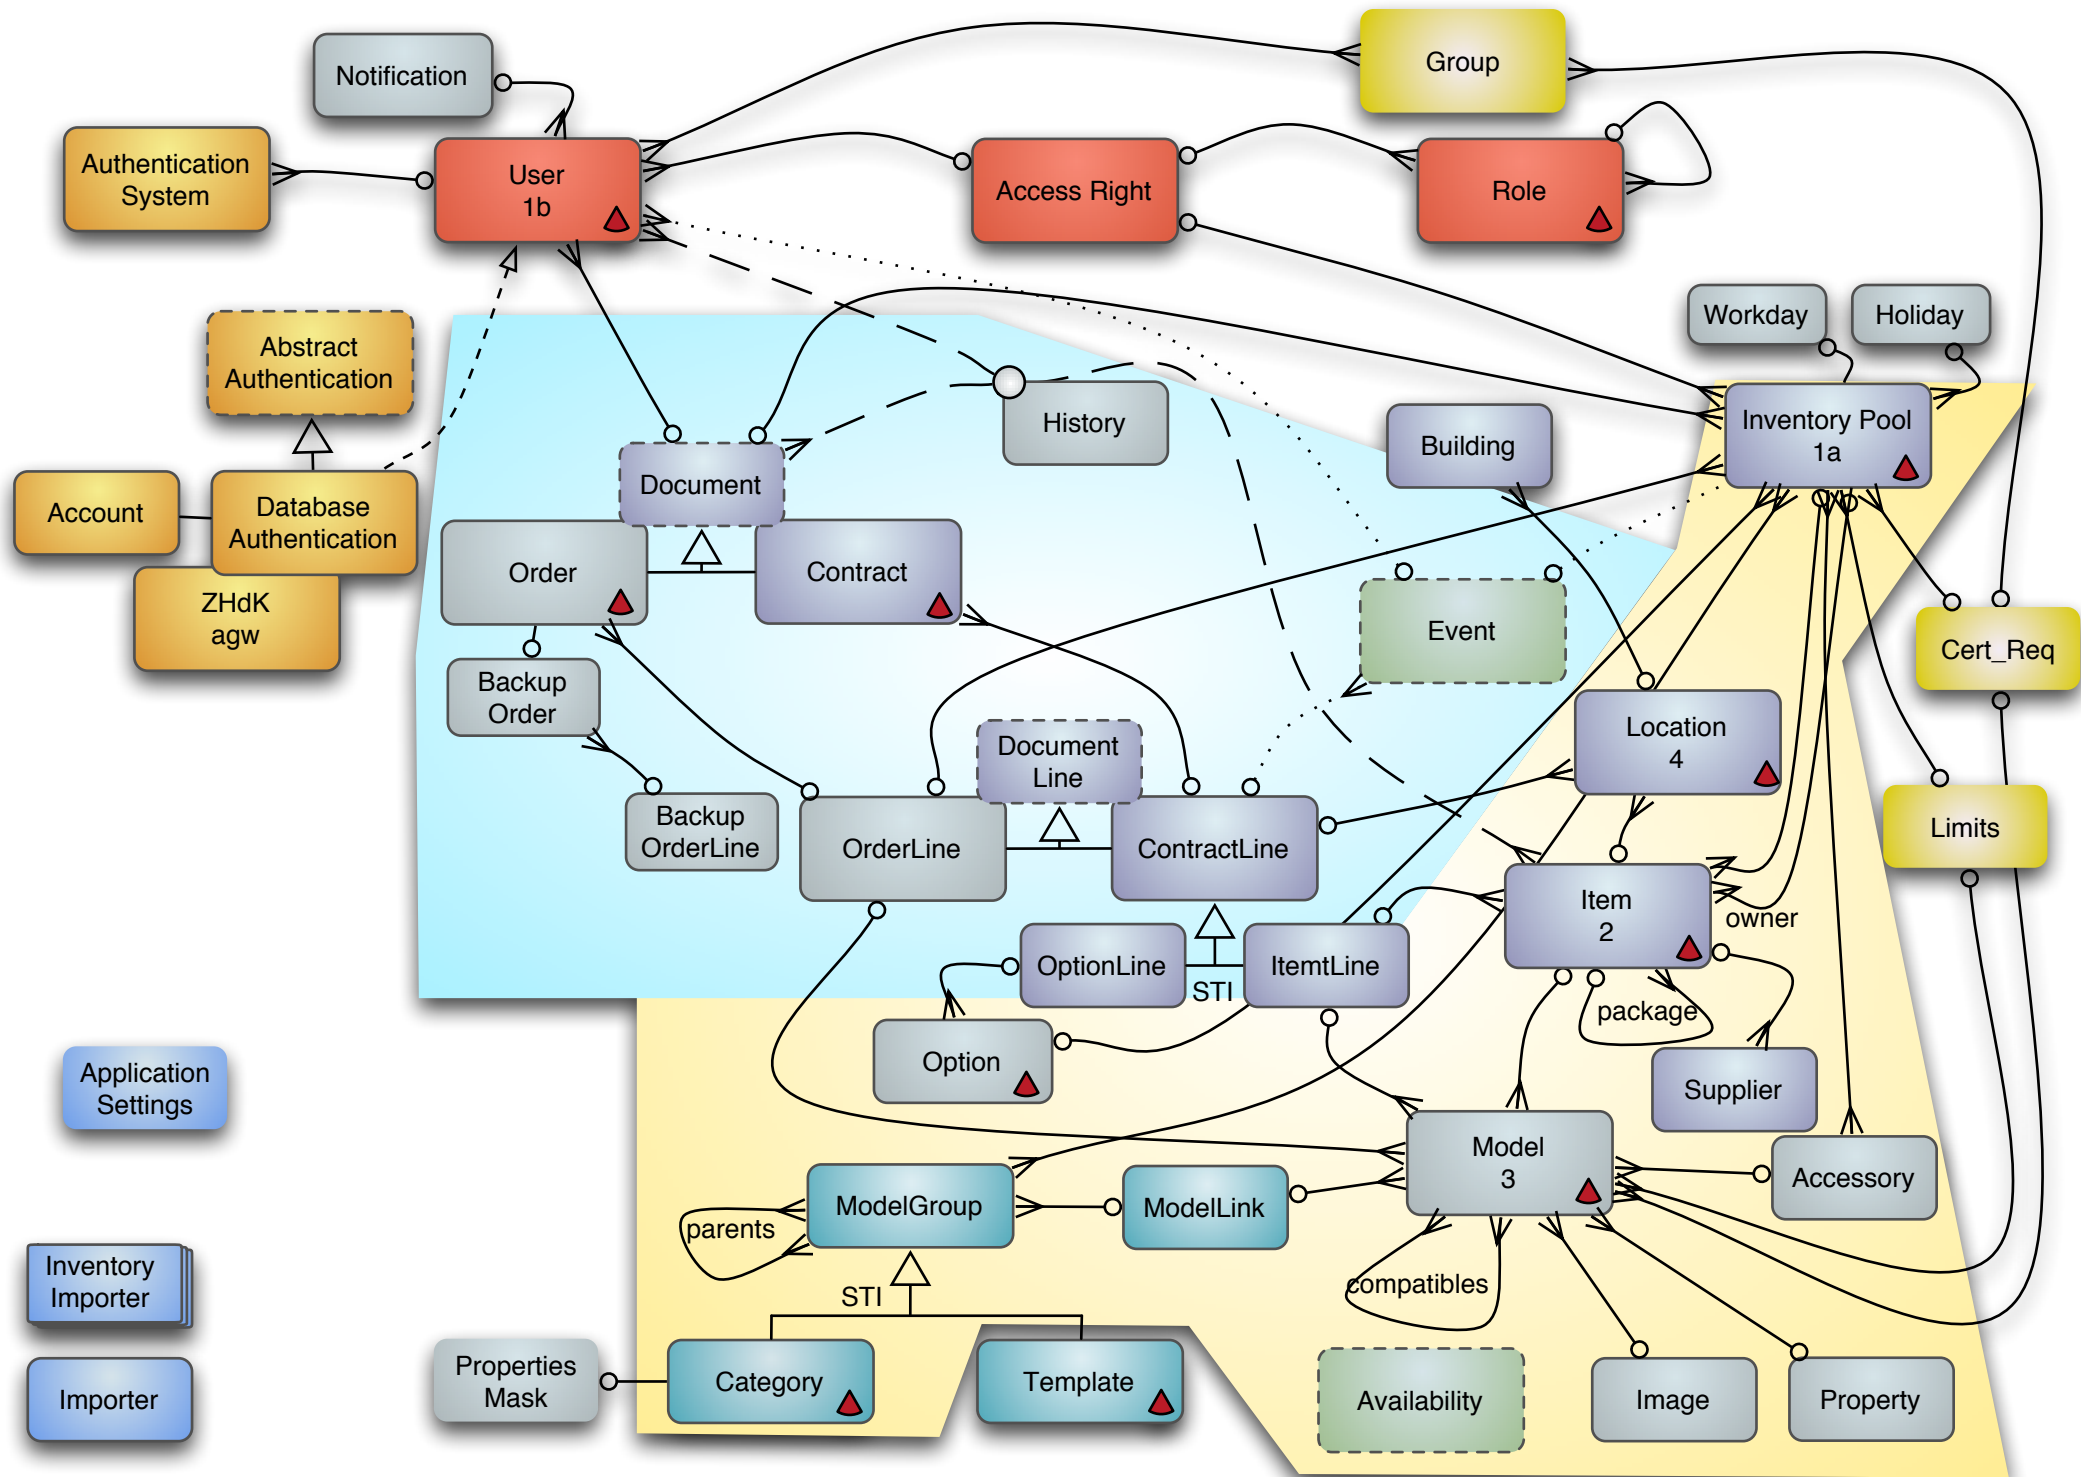 Group
Notification
Authentication
System
User
1b
Access Right
Role
Workday
Holiday
Abstract
Authentication
History
Building
Inventory Pool
1a
Document
Account
Database
Authentication
Order
Contract
ZHdK
agw
Event
Cert_Req
Backup
Order
Document
Line
Location
4
Backup
OrderLine
OrderLine
ContractLine
Limits
Item
2
owner
OptionLine
STI
ItemtLine
package
Option
Supplier
Application
Settings
Model
3
Accessory
ModelGroup
ModelLink
parents
compatibles
STI
Inventory
Importer
Properties
Mask
Category
Template
Availability
Image
Property
Importer